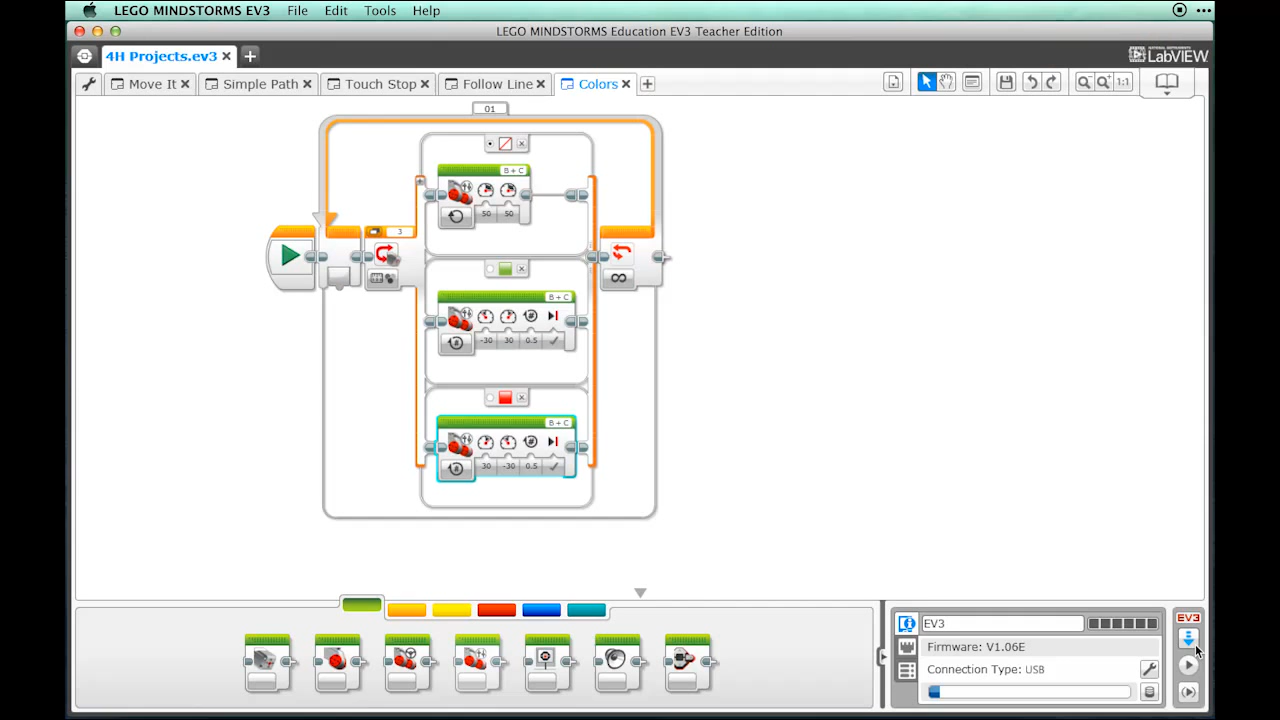 LEGO MINDSTORMS EV3 File Edit Tools Help
LEGO MINDSTORMS Education EV3 Teacher Edition
4H Projects.ev3
LabVIEW
Move It Simple Path Touch Stop Follow Line Colors
1:1
01
B + C
50 50
3
B + C
-30 30 0.5
B + C
30 -30 0.5
EV3 EV3
Firmware: V1.06E
Connection Type: USB